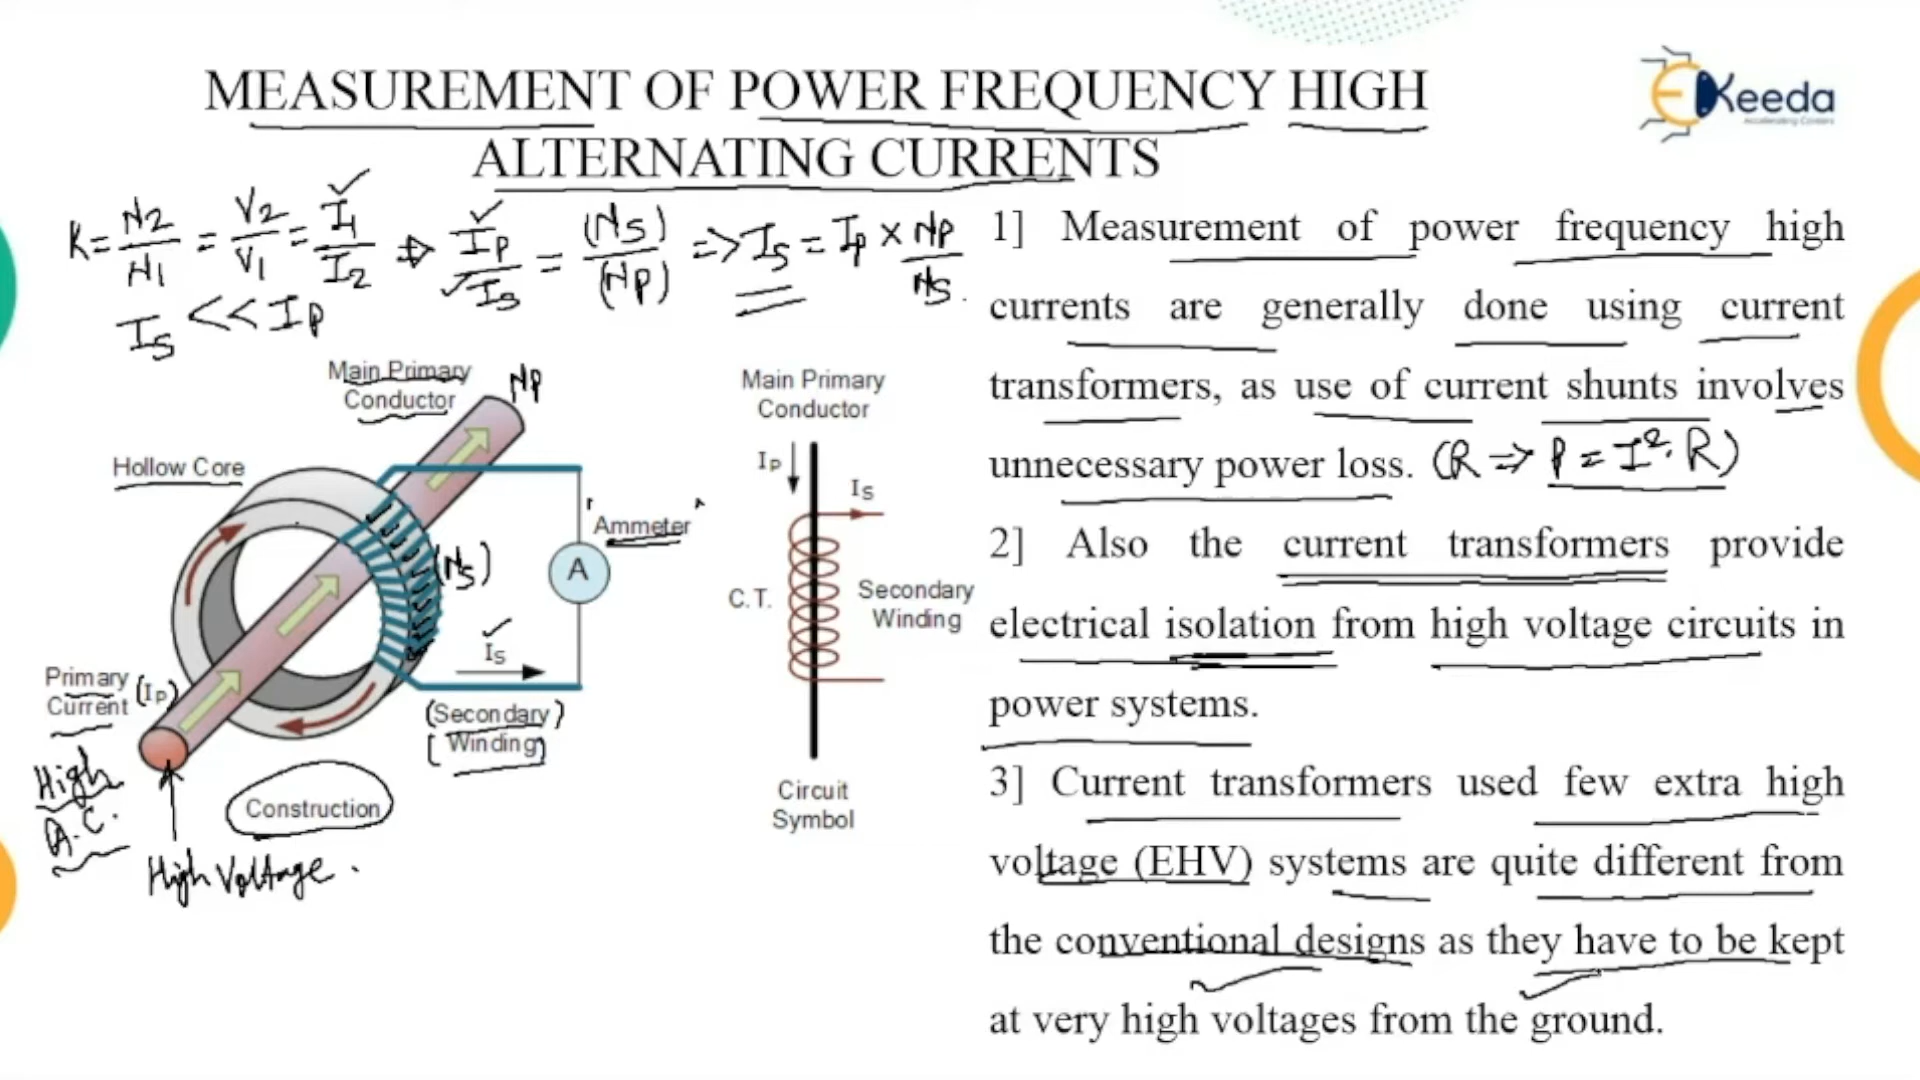 MEASUREMENT OF POWER FREQUENCY HIGH
ALTERNATING CURRENTS
EKeeda
Accelerating Careers
K = N2/N1 = V2/V1 = I1/I2 ⇒ IP/IS = (NS)/(NP) => IS = IP × NP/NS.
IS << IP
Main Primary
Conductor
NP
Hollow Core
"Ammeter"
A
(NS)
IS
Primary
Current (IP)
(Secondary)
(Winding)
High
A.C.
Construction
High Voltage.
Main Primary
Conductor
IP
IS
C.T.
Secondary
Winding
Circuit
Symbol
1] Measurement of power frequency high
currents are generally done using current
transformers, as use of current shunts involves
unnecessary power loss. (R => P = I².R)
2] Also the current transformers provide
electrical isolation from high voltage circuits in
power systems.
3] Current transformers used few extra high
voltage (EHV) systems are quite different from
the conventional designs as they have to be kept
at very high voltages from the ground.